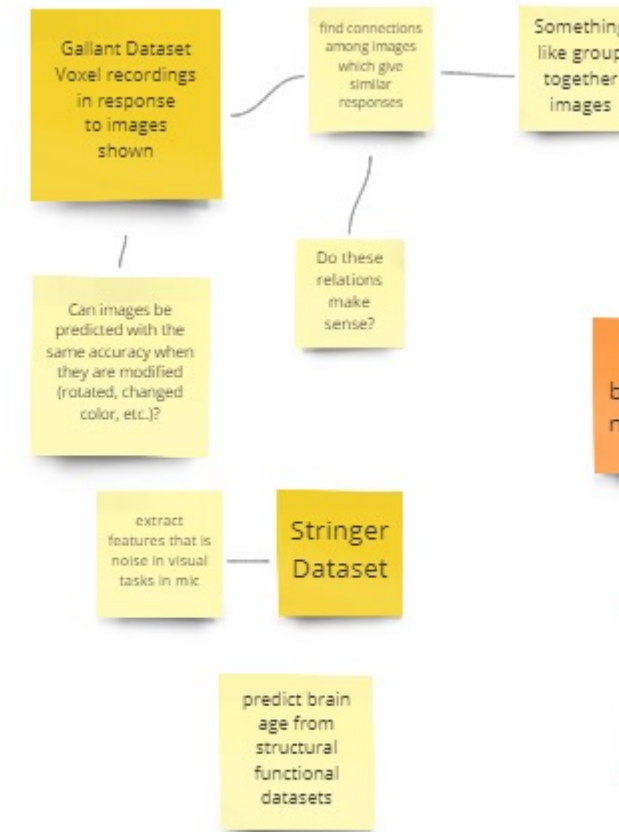 Gallant Dataset
Voxel recordings
in response
to images
shown
find connections
among images
which give
similar
responses
Something
like group
together
images
Do these
relations
make
sense?
Can images be
predicted with the
same accuracy when
they are modified
(rotated, changed
color, etc.)?
extract
features that is
noise in visual
tasks in mic
Stringer
Dataset
predict brain
age from
structural
functional
datasets